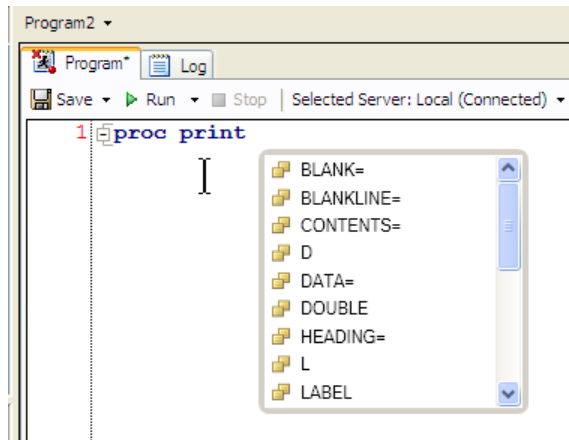 Program2
Program* Log
Save Run Stop Selected Server: Local (Connected)
1 proc print
BLANK=
BLANKLINE=
CONTENTS=
D
DATA=
DOUBLE
HEADING=
L
LABEL